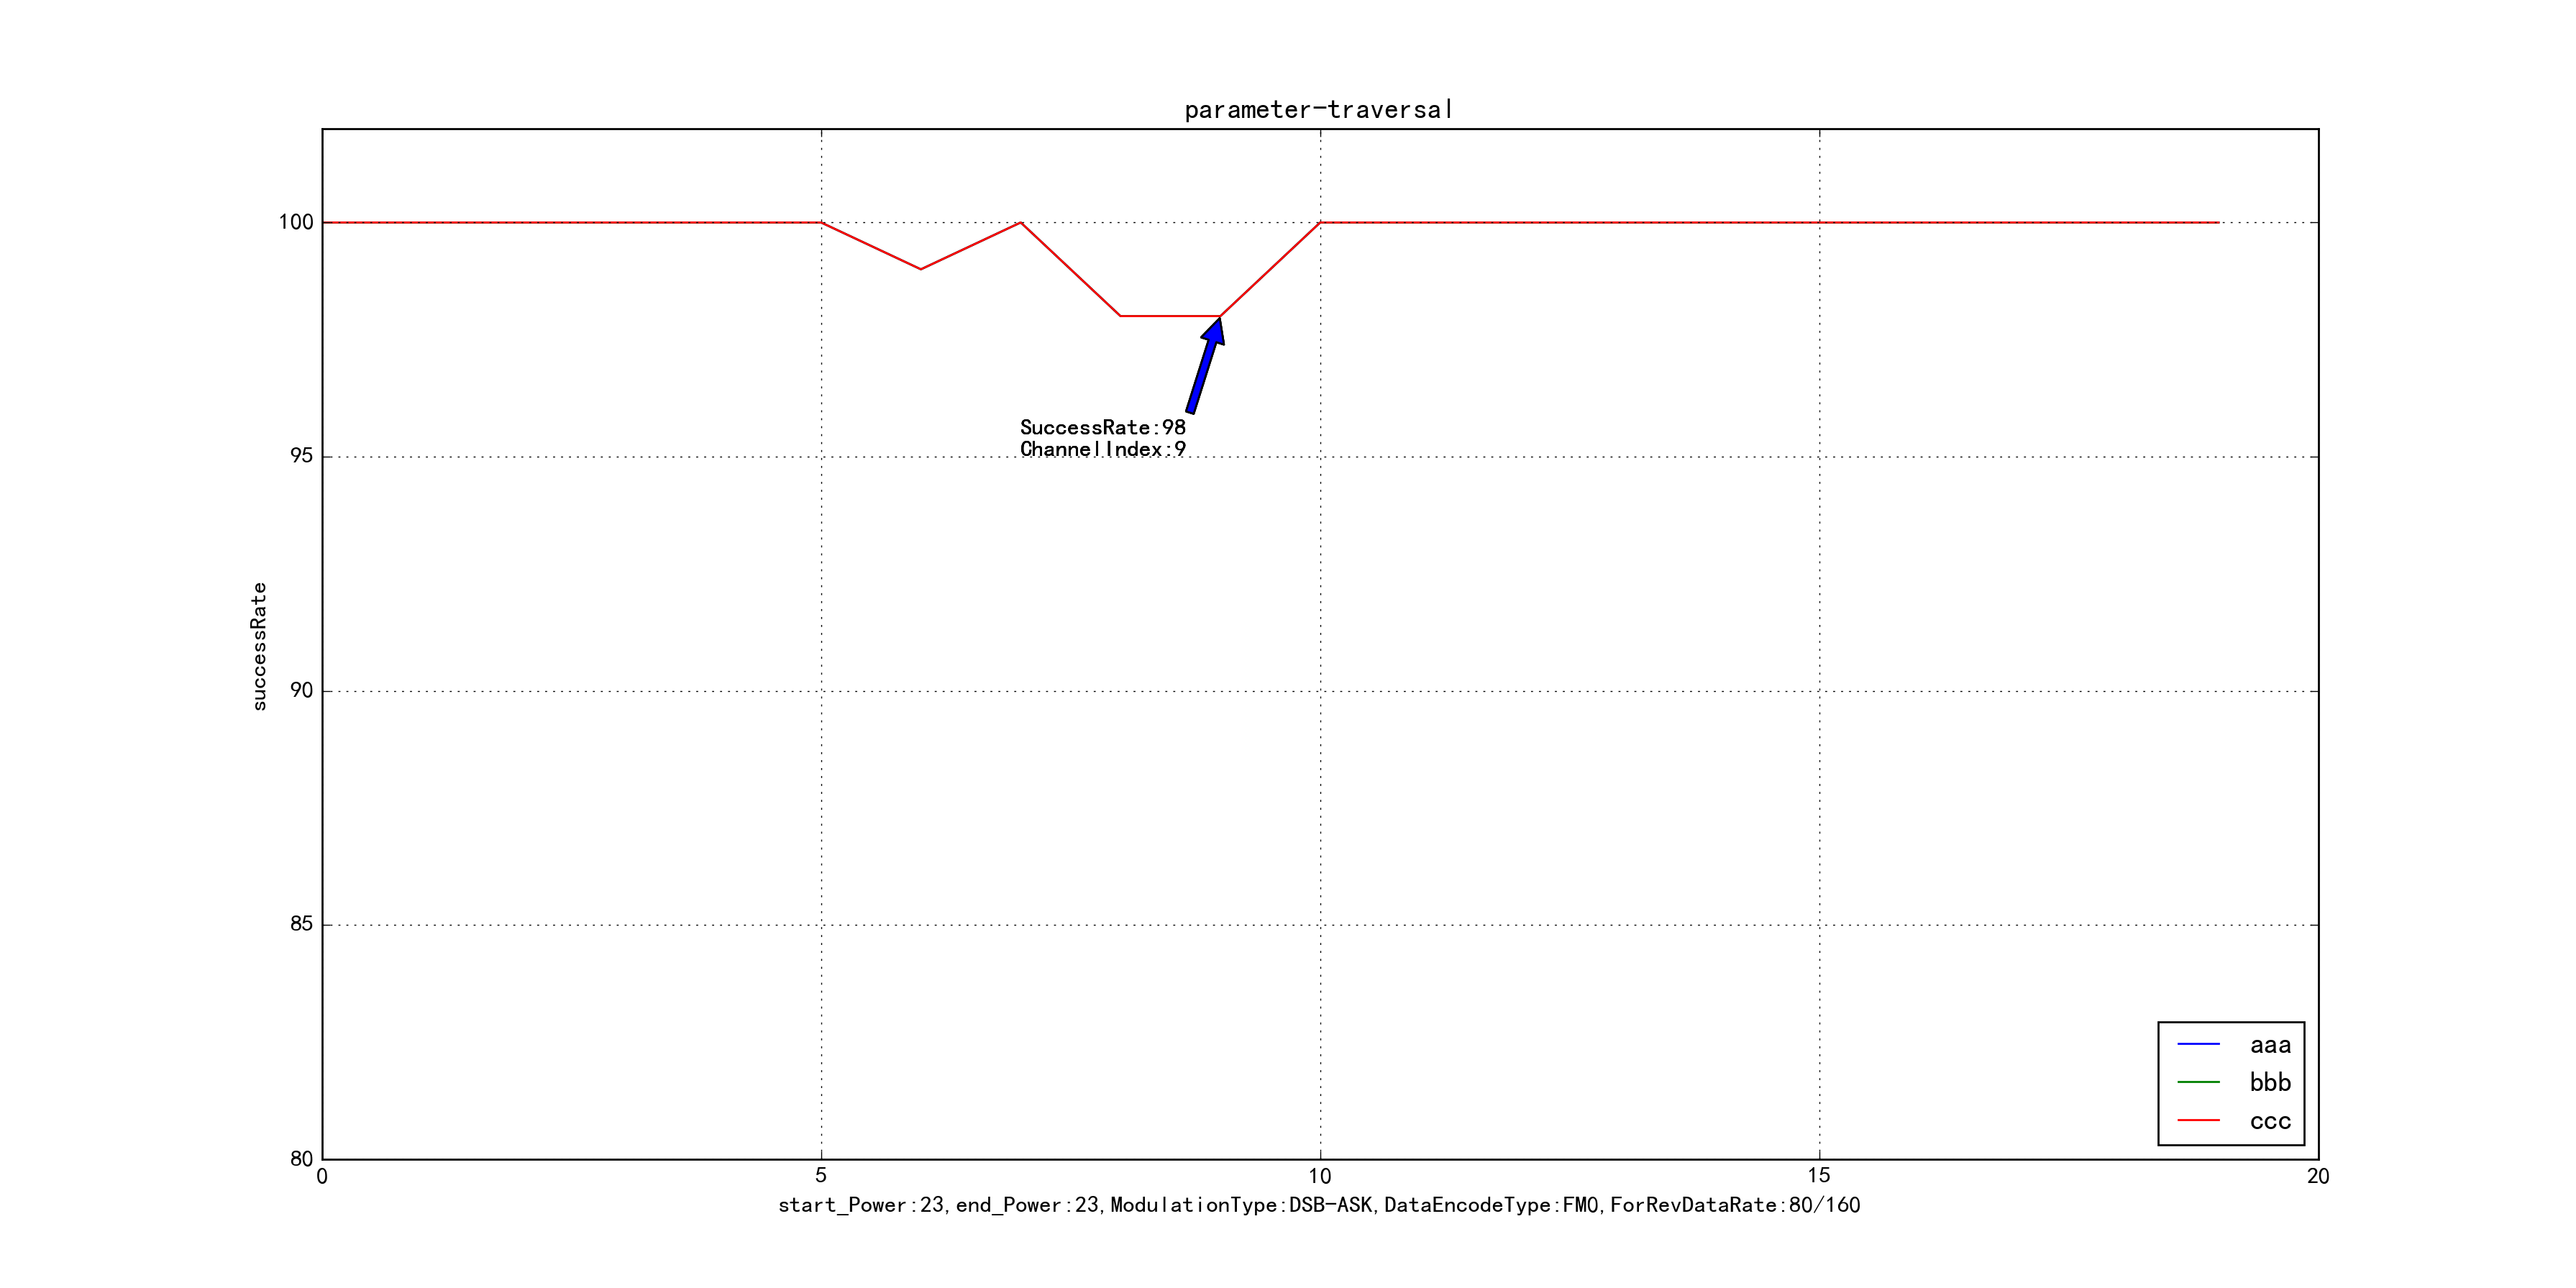 parameter-traversal
100
95
90
85
80
successRate
SuccessRate:98
ChannelIndex:9
aaa
bbb
ccc
0 5 10 15 20
start_Power:23,end_Power:23,ModulationType:DSB-ASK,DataEncodeType:FM0,ForRevDataRate:80/160